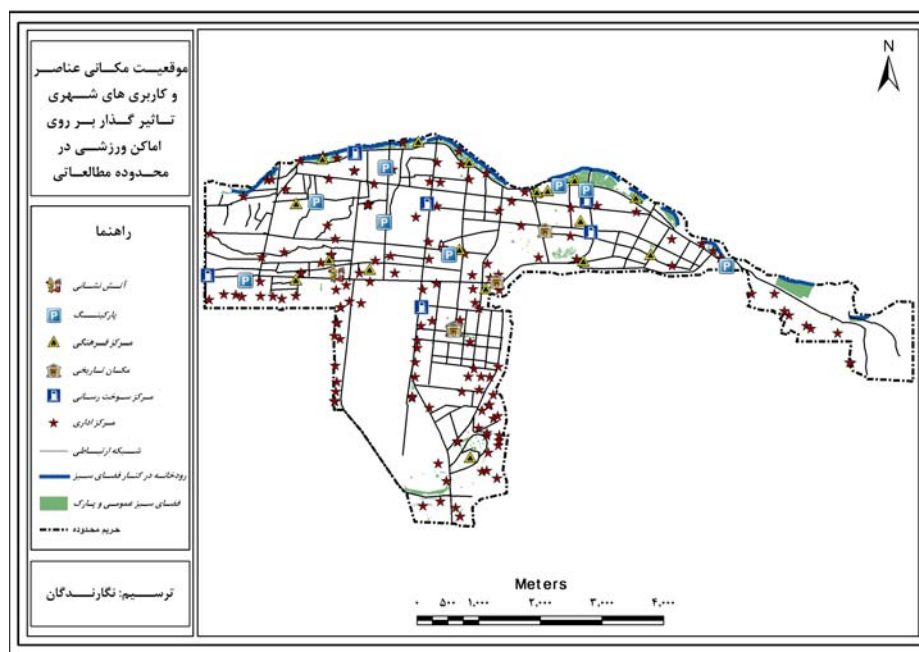 موقعیت مکانی عناصر
و کاربری های شهری
تاثیر گذار بر روی
اماکن ورزشی در
محدوده مطالعاتی
راهنما
آتش نشانی
پارکینگ
مرکز فرهنگی
مکان تاریخی
مرکز سوخت رسانی
مرکز اداری
شبکه ارتباطی
رودخانه در کنار فضای سبز
فضای سبز عمومی و پارک
حریم محدوده
ترسیم: نگارندگان
N
P
P
P
P
P
P
P
P
P
Meters
۰ ۵۰۰ ۱,۰۰۰ ۲,۰۰۰ ۳,۰۰۰ ۴,۰۰۰